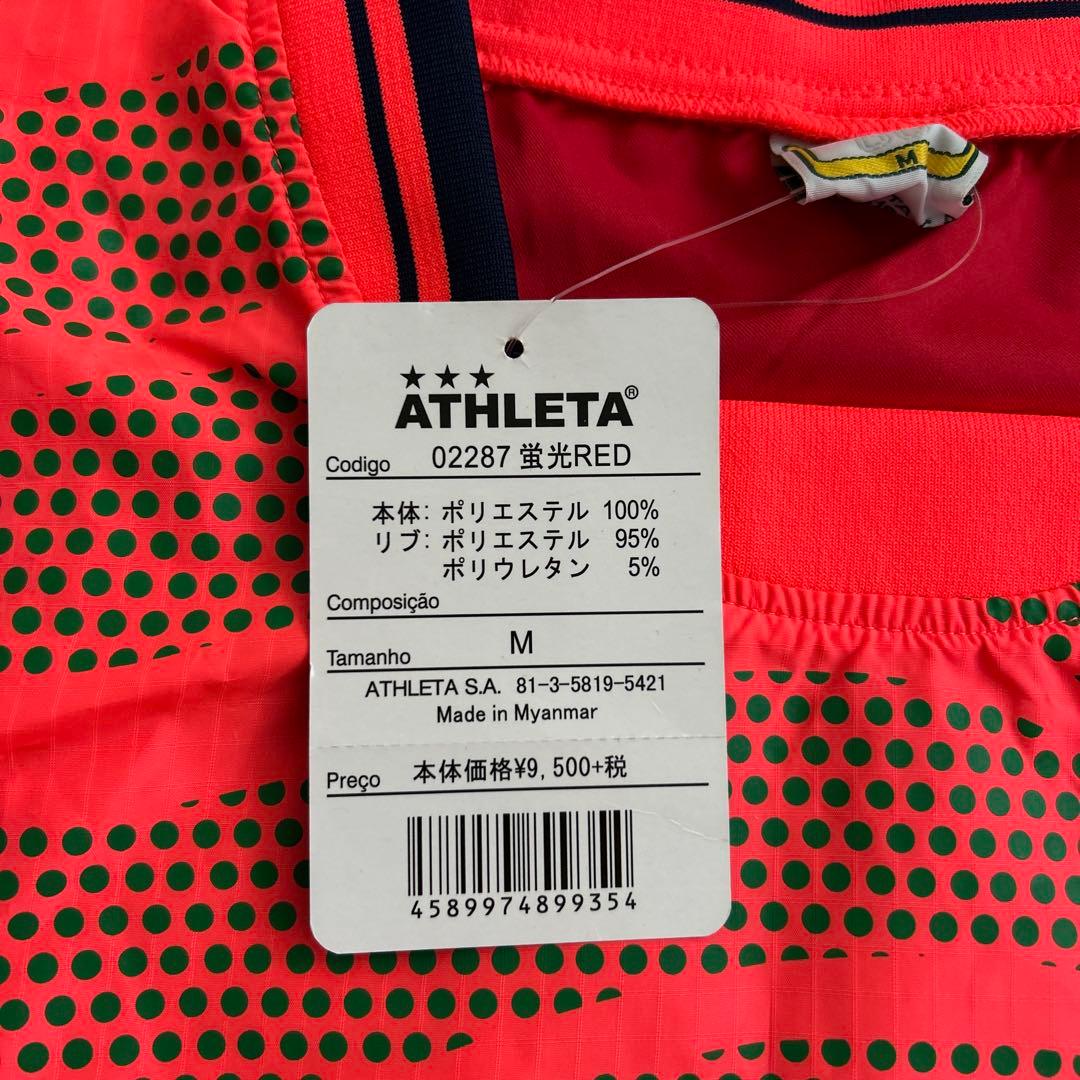 M
★★★
ATHLETA®
Codigo 02287 蛍光RED
本体: ポリエステル 100%
リブ: ポリエステル 95%
ポリウレタン 5%
Composição
Tamanho M
ATHLETA S.A. 81-3-5819-5421
Made in Myanmar
Preço 本体価格¥9,500+税
4589974899354